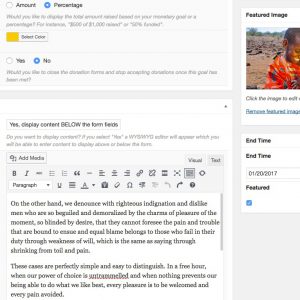 Amount
Percentage
Would you like to display the total amount raised based on your monetary goal or a
percentage? For instance, "$500 of $1,000 raised" or "50% funded".
Select Color
Yes
No
Would you like to close the donation forms and stop accepting donations once this goal has
been met?
Yes, display content BELOW the form fields
Do you want to display content? If you select "Yes" a WYSIWYG editor will appear which you will
be able to enter content to display above or below this form.
Add Media
Visual
Text
Paragraph
On the other hand, we denounce with righteous indignation and dislike
men who are so beguiled and demoralized by the charms of pleasure of the
moment, so blinded by desire, that they cannot foresee the pain and trouble
that are bound to ensue; and equal blame belongs to those who fail in their
duty through weakness of will, which is the same as saying through
shrinking from toil and pain.
These cases are perfectly simple and easy to distinguish. In a free hour,
when our power of choice is untrammelled and when nothing prevents our
being able to do what we like best, every pleasure is to be welcomed and
every pain avoided.
Featured Image
Click the image to edit
Remove featured image
End Time
End Time
01/20/2017
Featured